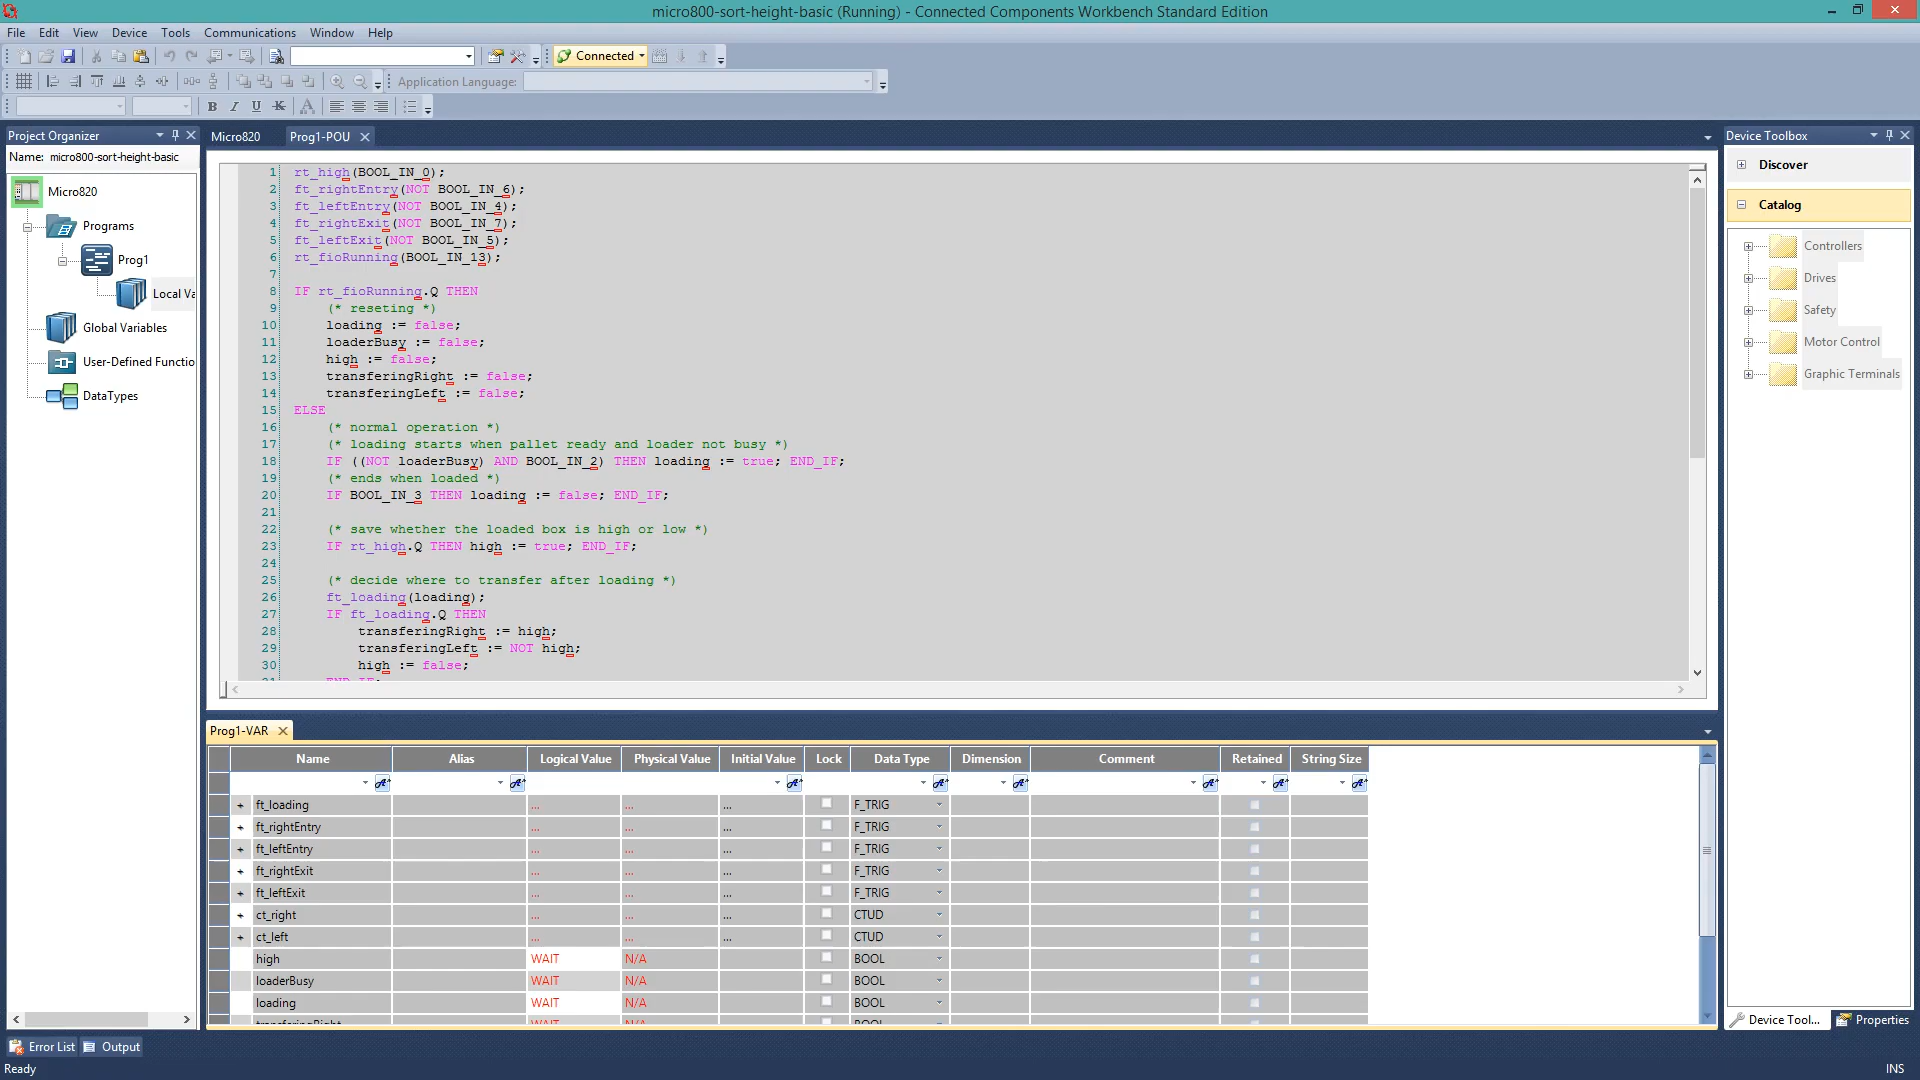 micro800-sort-height-basic (Running) - Connected Components Workbench Standard Edition
File Edit View Device Tools Communications Window Help
Connected
Application Language:
B I U
Project Organizer
Name: micro800-sort-height-basic
Micro820
Programs
Prog1
Local Va
Global Variables
User-Defined Functio
DataTypes
Micro820 Prog1-POU
1 rt_high(BOOL_IN_0);
2 ft_rightEntry(NOT BOOL_IN_6);
3 ft_leftEntry(NOT BOOL_IN_4);
4 ft_rightExit(NOT BOOL_IN_7);
5 ft_leftExit(NOT BOOL_IN_5);
6 rt_fioRunning(BOOL_IN_13);
7
8 IF rt_fioRunning.Q THEN
9 (* reseting *)
10 loading := false;
11 loaderBusy := false;
12 high := false;
13 transferingRight := false;
14 transferingLeft := false;
15 ELSE
16 (* normal operation *)
17 (* loading starts when pallet ready and loader not busy *)
18 IF ((NOT loaderBusy) AND BOOL_IN_2) THEN loading := true; END_IF;
19 (* ends when loaded *)
20 IF BOOL_IN_3 THEN loading := false; END_IF;
21
22 (* save whether the loaded box is high or low *)
23 IF rt_high.Q THEN high := true; END_IF;
24
25 (* decide where to transfer after loading *)
26 ft_loading(loading);
27 IF ft_loading.Q THEN
28 transferingRight := high;
29 transferingLeft := NOT high;
30 high := false;
31 END_IF;
Prog1-VAR
Name Alias Logical Value Physical Value Initial Value Lock Data Type Dimension Comment Retained String Size
ft_loading ... ... ... F_TRIG
ft_rightEntry ... ... ... F_TRIG
ft_leftEntry ... ... ... F_TRIG
ft_rightExit ... ... ... F_TRIG
ft_leftExit ... ... ... F_TRIG
ct_right ... ... ... CTUD
ct_left ... ... ... CTUD
high WAIT N/A BOOL
loaderBusy WAIT N/A BOOL
loading WAIT N/A BOOL
transferingRight WAIT N/A BOOL
Device Toolbox
Discover
Catalog
Controllers
Drives
Safety
Motor Control
Graphic Terminals
Device Tool... Properties
Error List Output
Ready INS